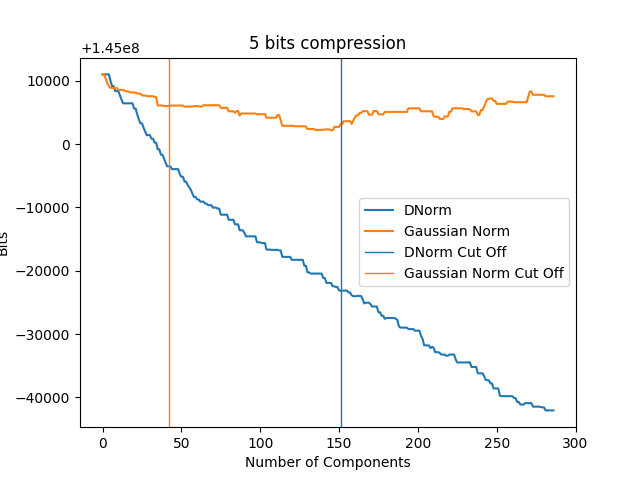 5 bits compression
+1.45e8
10000
0
−10000
−20000
−30000
−40000
Bits
DNorm
Gaussian Norm
DNorm Cut Off
Gaussian Norm Cut Off
0 50 100 150 200 250 300
Number of Components